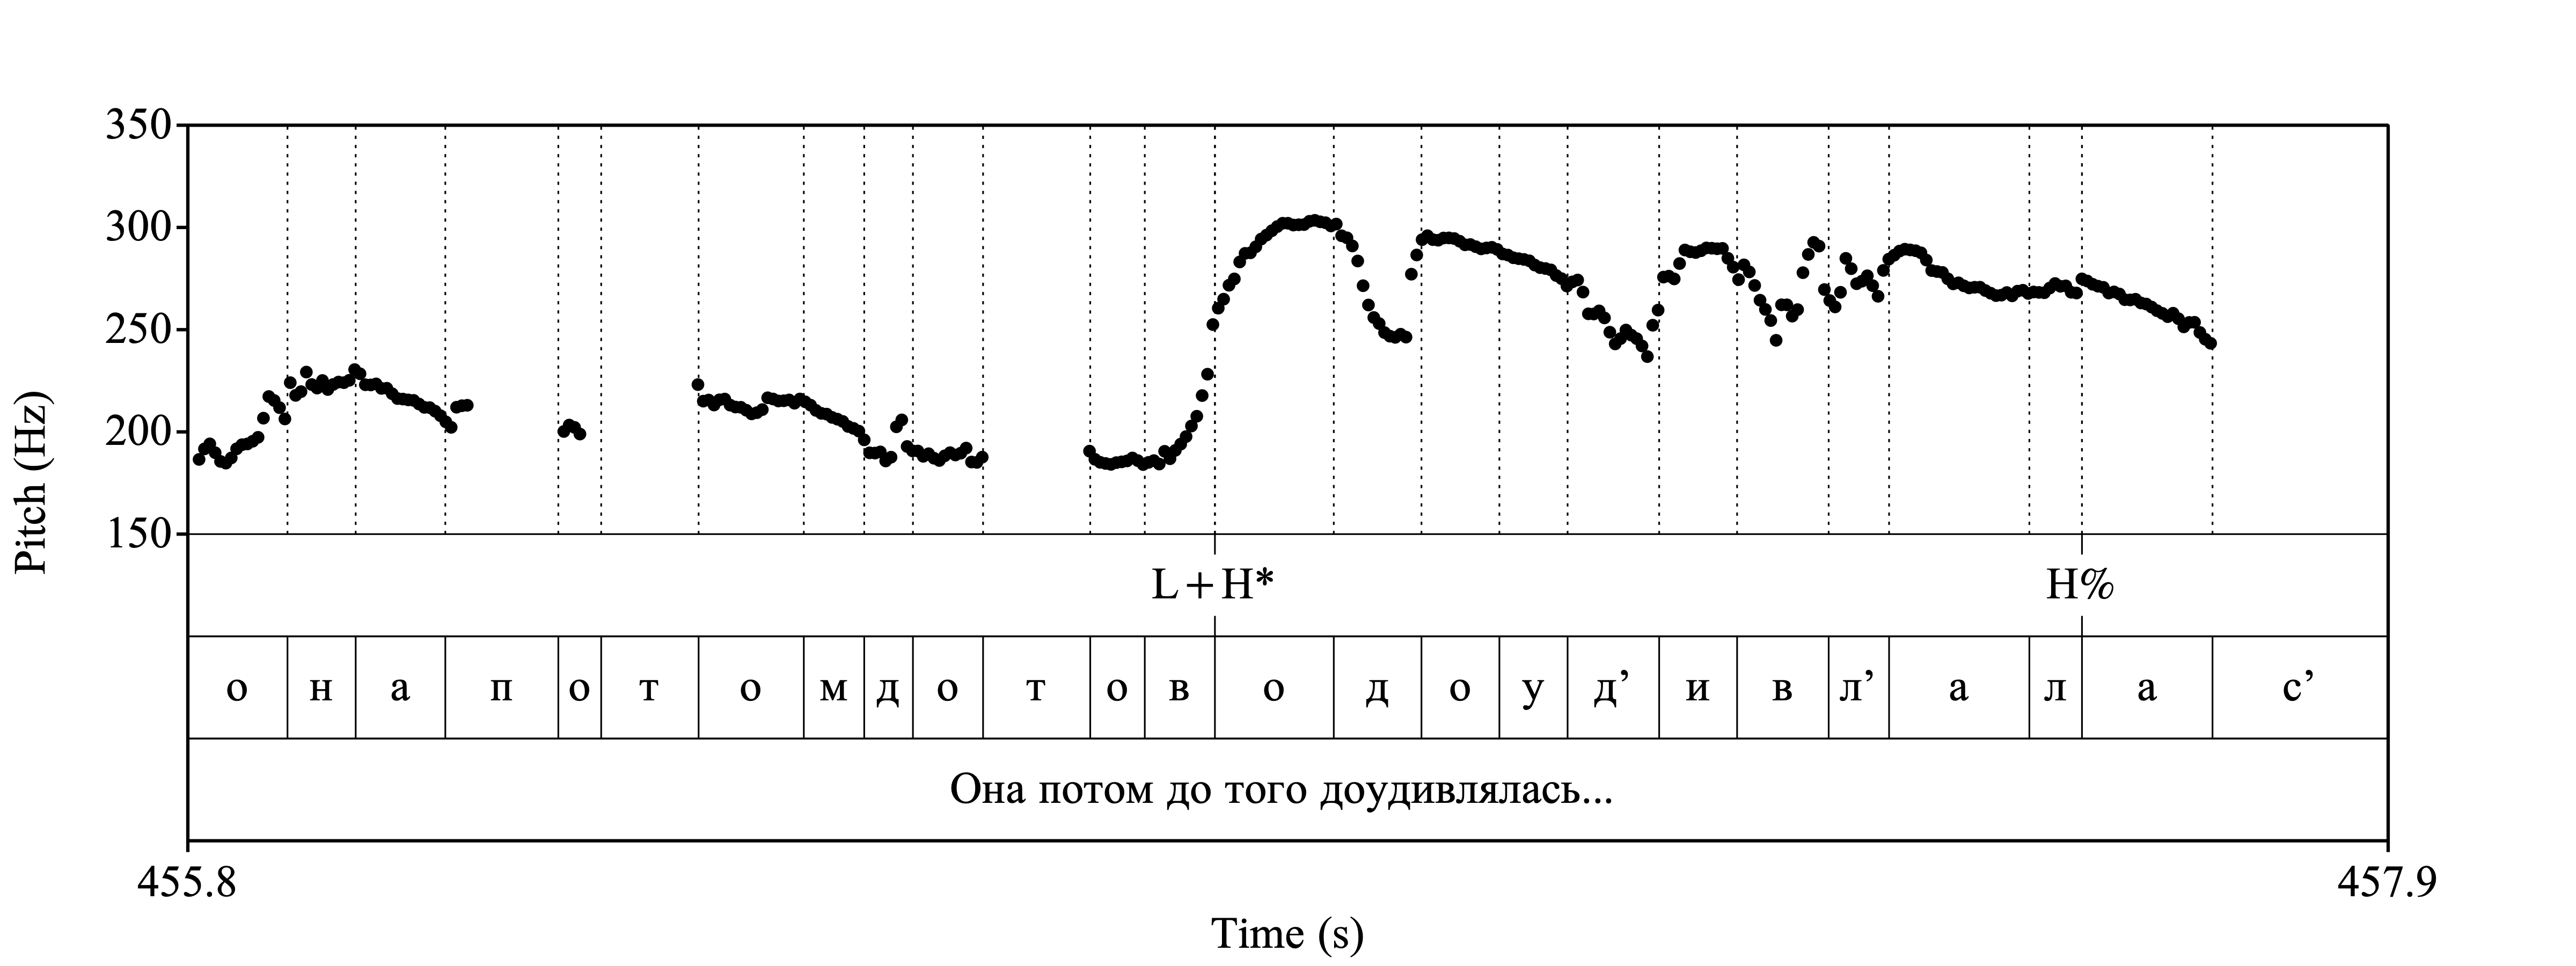 350
300
250
200
150
Pitch (Hz)
L+H* H%
о н а п о т о м д о т о в о д о у д’ и в л’ а л а с’
Она потом до того доудивлялась...
455.8 457.9
Time (s)